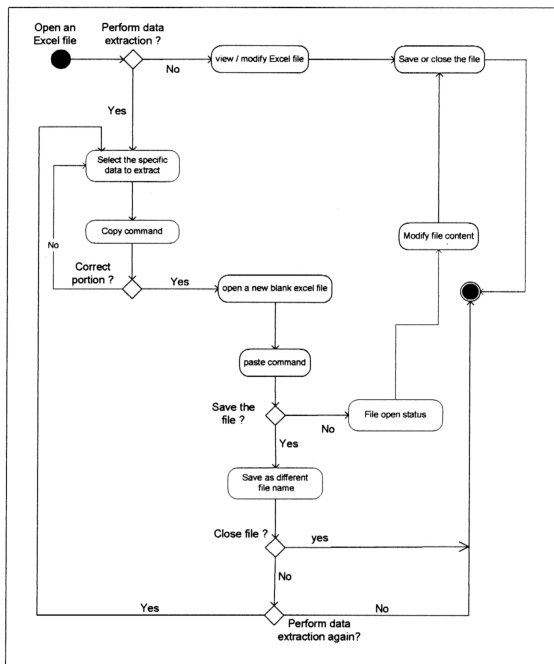 Open an
Excel file
Perform data
extraction ?
No
view / modify Excel file
Save or close the file
Yes
Select the specific
data to extract
No
Copy command
Modify file content
Correct
portion ?
Yes
open a new blank excel file
paste command
Save the
file ?
No
File open status
Yes
Save as different
file name
Close file ?
yes
No
Yes
No
Perform data
extraction again?